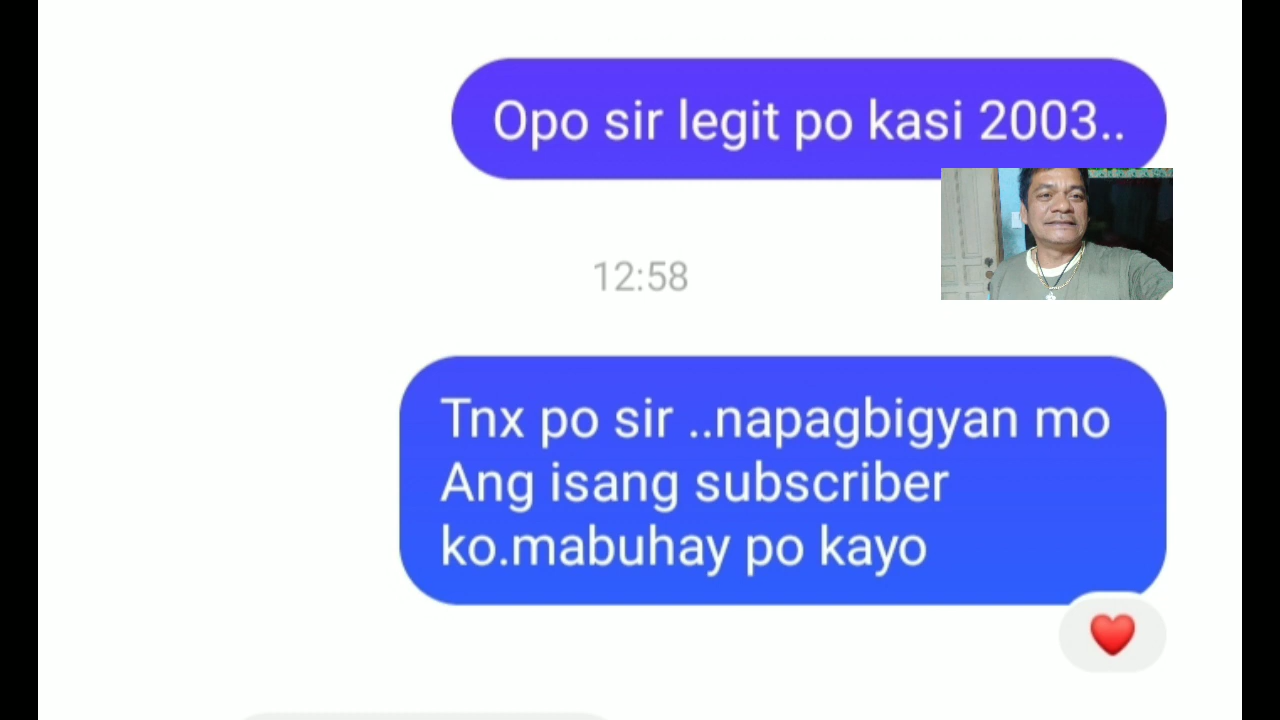 Opo sir legit po kasi 2003..
12:58
Tnx po sir ..napagbigyan mo
Ang isang subscriber
ko.mabuhay po kayo